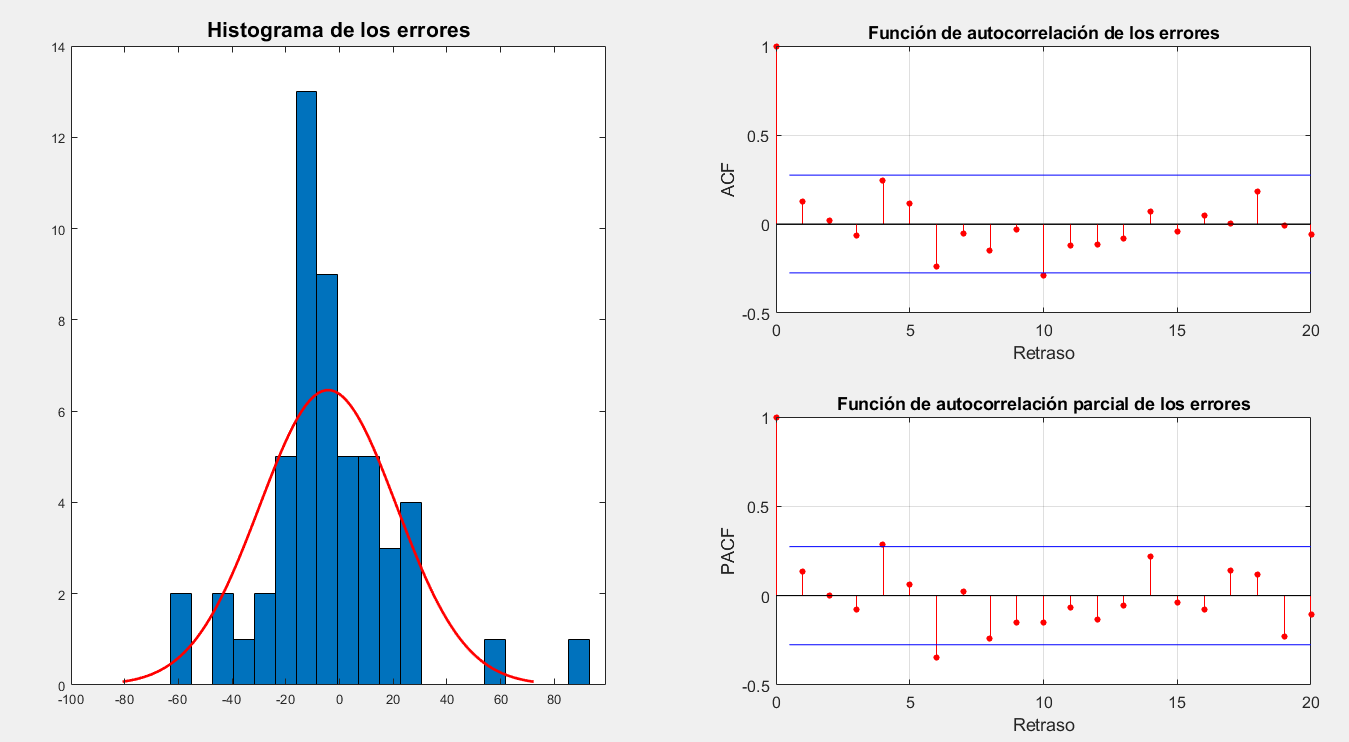 Histograma de los errores
14
12
10
8
6
4
2
0
-100 -80 -60 -40 -20 0 20 40 60 80
Función de autocorrelación de los errores
1
0.5
0
-0.5
ACF
0 5 10 15 20
Retraso
Función de autocorrelación parcial de los errores
1
0.5
0
-0.5
PACF
0 5 10 15 20
Retraso